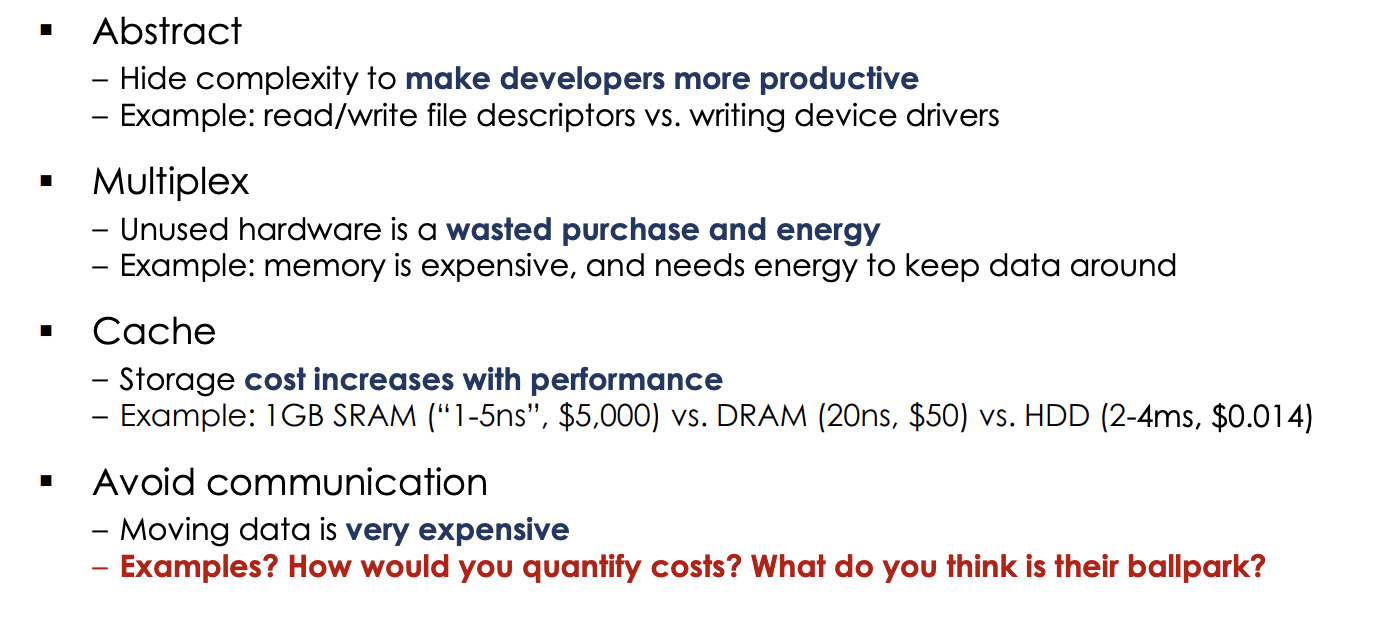 ▪ Abstract
– Hide complexity to make developers more productive
– Example: read/write file descriptors vs. writing device drivers
▪ Multiplex
– Unused hardware is a wasted purchase and energy
– Example: memory is expensive, and needs energy to keep data around
▪ Cache
– Storage cost increases with performance
– Example: 1GB SRAM (“1-5ns”, $5,000) vs. DRAM (20ns, $50) vs. HDD (2-4ms, $0.014)
▪ Avoid communication
– Moving data is very expensive
– Examples? How would you quantify costs? What do you think is their ballpark?